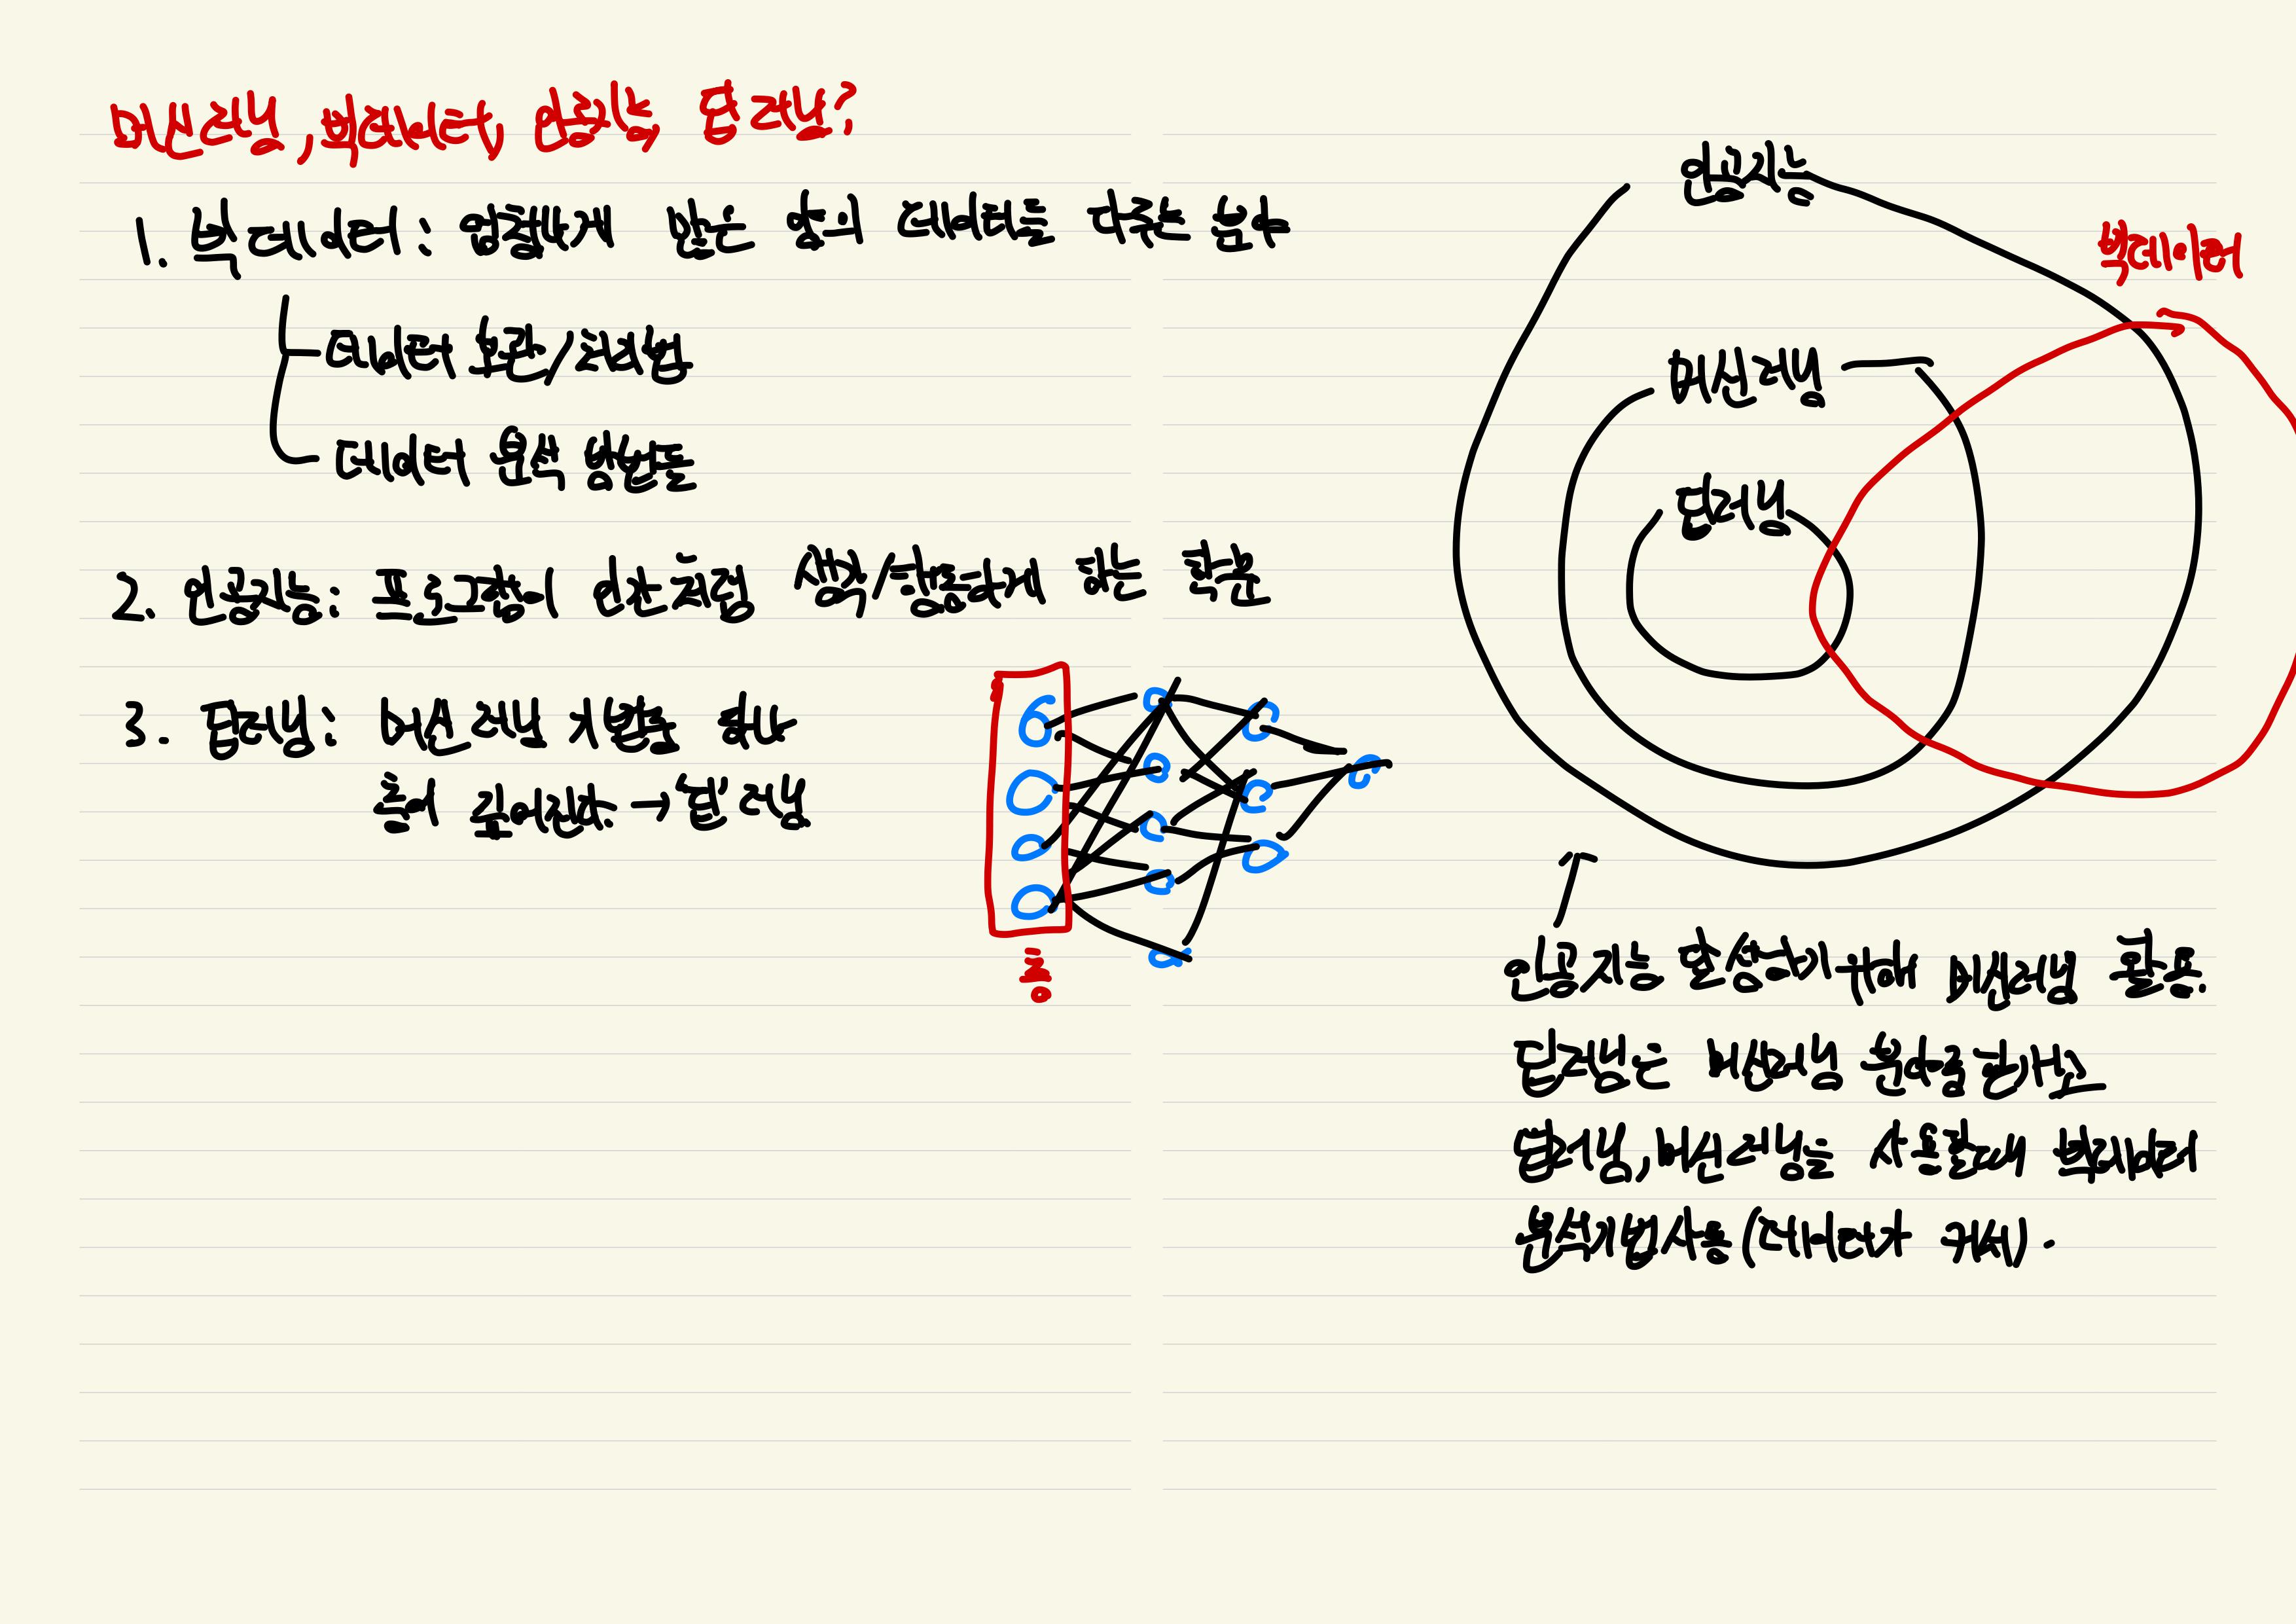 머신러닝, 빅데이터, 인공지능, 딥러닝?
1. 빅데이터: 엄청나게 많은 양의 데이터를 다루는 분야
데이터 보관/처리법
데이터 분석 방법들
2. 인공지능: 프로그램이 인간처럼 생각/행동하게 하는 학문
3. 딥러닝: 머신러닝 기법중 하나
층이 깊어진다. → "딥" 러닝
층
인공지능
빅데이터
머신러닝
딥러닝
인공지능 달성하기 위해 머신러닝 활용.
딥러닝은 머신러닝 분야중 한가지
딥러닝, 머신러닝을 사용할때 빅데이터
분석기법 사용 (데이터가 커서).